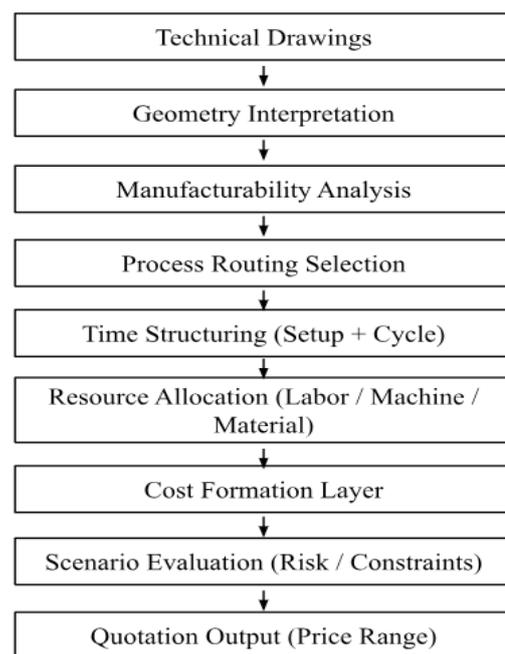 Technical Drawings
Geometry Interpretation
Manufacturability Analysis
Process Routing Selection
Time Structuring (Setup + Cycle)
Resource Allocation (Labor / Machine /
Material)
Cost Formation Layer
Scenario Evaluation (Risk / Constraints)
Quotation Output (Price Range)